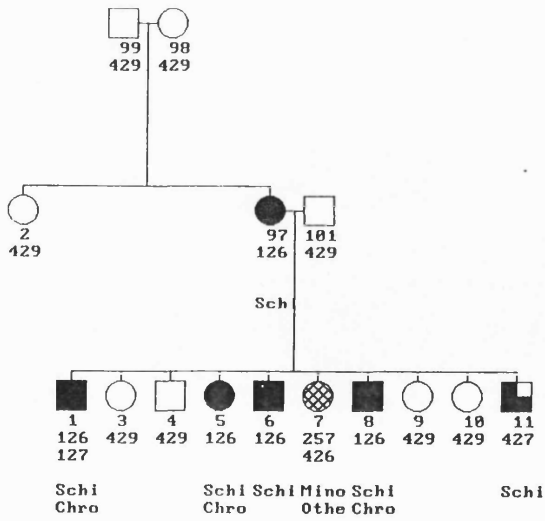 99 98
429 429
2 97 101
429 126 429
Sch
1 3 4 5 6 7 8 9 10 11
126 429 429 126 126 257 126 429 429 427
127 426
Schi Schi Schi Mino Schi Schi
Chro Chro Othe Chro